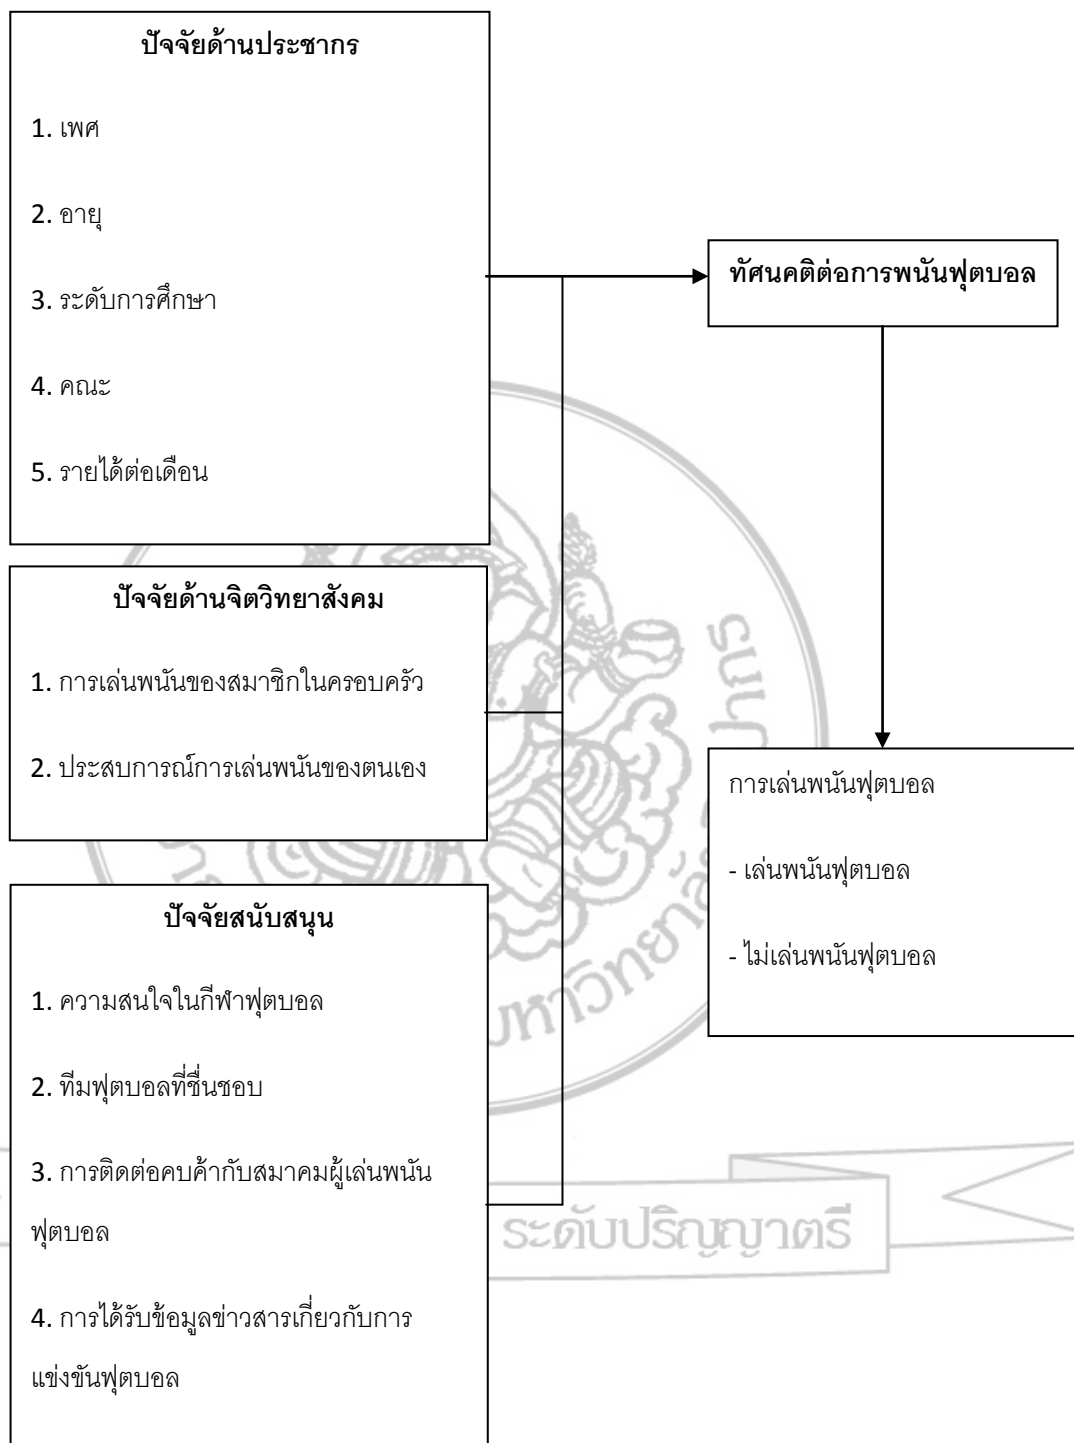 ปัจจัยด้านประชากร
1. เพศ
2. อายุ
3. ระดับการศึกษา
4. คณะ
5. รายได้ต่อเดือน
ปัจจัยด้านจิตวิทยาสังคม
1. การเล่นพนันของสมาชิกในครอบครัว
2. ประสบการณ์การเล่นพนันของตนเอง
ปัจจัยสนับสนุน
1. ความสนใจในกีฬาฟุตบอล
2. ทีมฟุตบอลที่ชื่นชอบ
3. การติดต่อคบค้ากับสมาคมผู้เล่นพนัน
ฟุตบอล
4. การได้รับข้อมูลข่าวสารเกี่ยวกับการ
แข่งขันฟุตบอล
ทัศนคติต่อการพนันฟุตบอล
การเล่นพนันฟุตบอล
- เล่นพนันฟุตบอล
- ไม่เล่นพนันฟุตบอล
ระดับปริญญาตรี